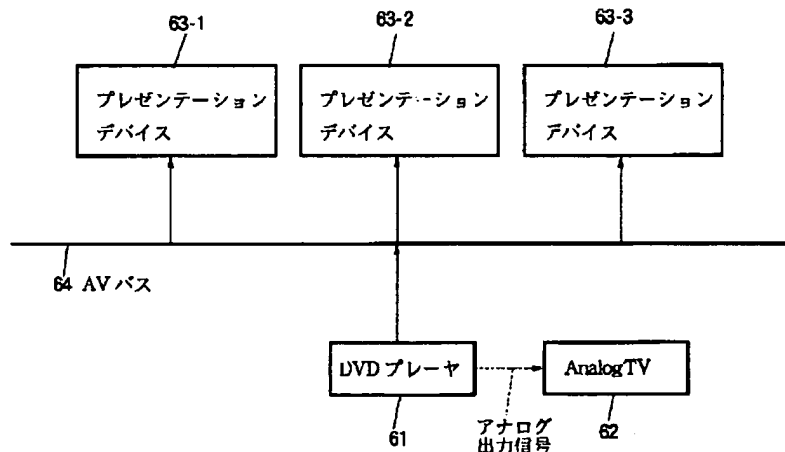 63-1
63-2
63-3
プレゼンテーション
デバイス
プレゼンテーション
デバイス
プレゼンテーション
デバイス
64 AVバス
DVDプレーヤ
AnalogTV
61
アナログ
出力信号
62